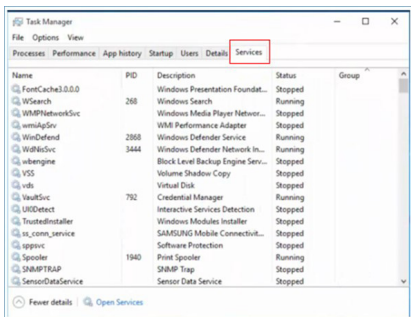 Task Manager
File Options View
Processes Performance App history Startup Users Details Services
Name PID Description Status Group
FontCache3.0.0.0 Windows Presentation Foundat... Stopped
WSearch 268 Windows Search Running
WMPNetworkSvc Windows Media Player Networ... Stopped
wmiApSrv WMI Performance Adapter Stopped
WinDefend 2868 Windows Defender Service Running
WdNisSvc 3444 Windows Defender Network In... Running
wbengine Block Level Backup Engine Serv... Stopped
VSS Volume Shadow Copy Stopped
vds Virtual Disk Stopped
VaultSvc 792 Credential Manager Running
UI0Detect Interactive Services Detection Stopped
TrustedInstaller Windows Modules Installer Stopped
ss_conn_service SAMSUNG Mobile Connectivit... Stopped
sppsvc Software Protection Stopped
Spooler 1940 Print Spooler Running
SNMPTRAP SNMP Trap Stopped
SensorDataService Sensor Data Service Stopped
Fewer details Open Services